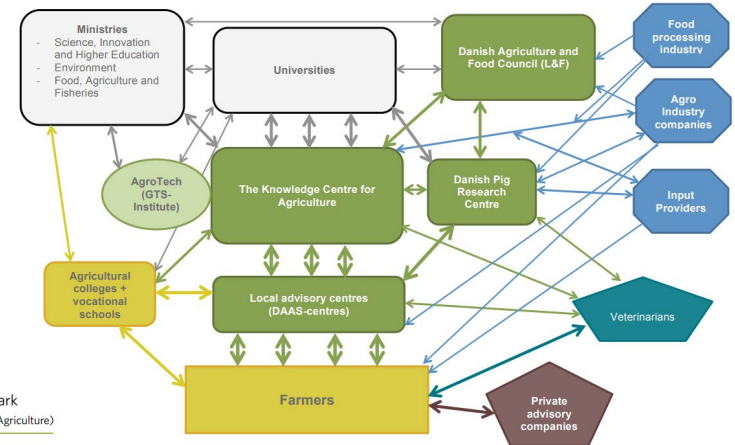 Ministries
- Science, Innovation
and Higher Education
- Environment
- Food, Agriculture and
Fisheries
Universities
Danish Agriculture and
Food Council (L&F)
Food
processing
industry
Agro
Industry
companies
AgroTech
(GTS-
Institute)
The Knowledge Centre for
Agriculture
Danish Pig
Research
Centre
Input
Providers
Agricultural
colleges +
vocational
schools
Local advisory centres
(DAAS-centres)
Veterinarians
Farmers
Private
advisory
companies
ark
Agriculture)